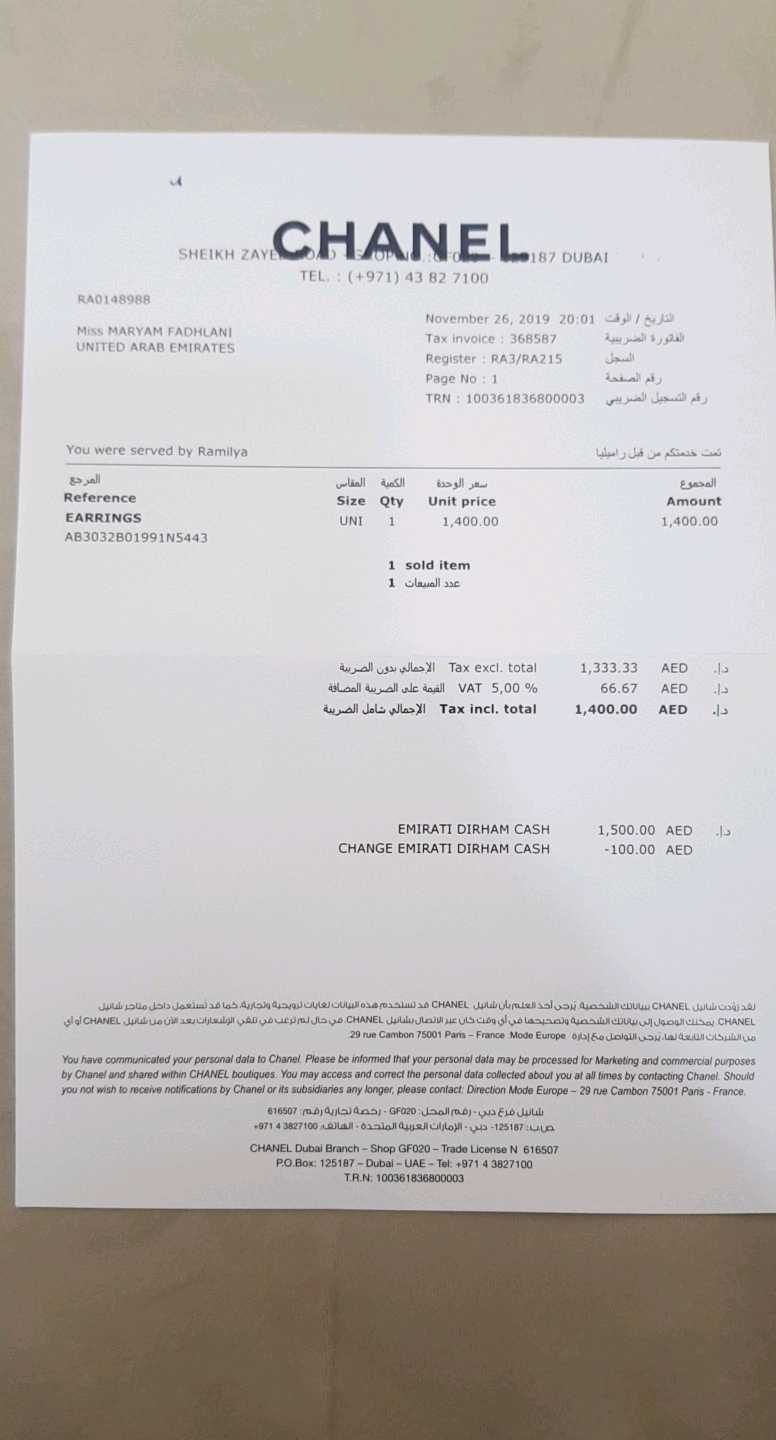 CHANEL
SHEIKH ZAYED ROAD - SHOP NO.:GF020 - 125187 DUBAI
TEL. : (+971) 43 82 7100
RA0148988
Miss MARYAM FADHLANI
UNITED ARAB EMIRATES
November 26, 2019 20:01 التاريخ / الوقت
Tax invoice : 368587 الفاتورة الضريبية
Register : RA3/RA215 السجل
Page No : 1 رقم الصفحة
TRN : 100361836800003 رقم التسجيل الضريبي
You were served by Ramilya تمت خدمتكم من قبل راميليا
المرجع المقاس الكمية سعر الوحدة المجموع
Reference Size Qty Unit price Amount
EARRINGS UNI 1 1,400.00 1,400.00
AB3032B01991N5443
1 sold item
1 عدد المبيعات
الإجمالي بدون الضريبة Tax excl. total 1,333.33 AED د.إ.
القيمة على الضريبة المضافة VAT 5,00 % 66.67 AED د.إ.
الإجمالي شامل الضريبة Tax incl. total 1,400.00 AED د.إ.
EMIRATI DIRHAM CASH 1,500.00 AED د.إ.
CHANGE EMIRATI DIRHAM CASH -100.00 AED
لقد زوّدت شانيل CHANEL ببياناتك الشخصية. يُرجى أخذ العلم بأن شانيل CHANEL قد تستخدم هذه البيانات لغايات ترويجية وتجارية، كما قد تستعمل داخل متاجر شانيل
CHANEL. يمكنك الوصول إلى بياناتك الشخصية وتصحيحها في أي وقت كان عبر الاتصال بشانيل CHANEL. في حال لم ترغب في تلقي الإشعارات بعد الآن من شانيل CHANEL أو أي
من الشركات التابعة لها، يُرجى التواصل مع إدارة Mode Europe: 29 rue Cambon 75001 Paris – France.
You have communicated your personal data to Chanel. Please be informed that your personal data may be processed for Marketing and commercial purposes
by Chanel and shared within CHANEL boutiques. You may access and correct the personal data collected about you at all times by contacting Chanel. Should
you not wish to receive notifications by Chanel or its subsidiaries any longer, please contact: Direction Mode Europe – 29 rue Cambon 75001 Paris - France.
شانيل فرع دبي - رقم المحل: GF020 - رخصة تجارية رقم: 616507
ص.ب: 125187- دبي - الإمارات العربية المتحدة - الهاتف: 3827100 4 971+
CHANEL Dubai Branch – Shop GF020 – Trade License N 616507
P.O.Box: 125187 – Dubai – UAE – Tel: +971 4 3827100
T.R.N: 100361836800003